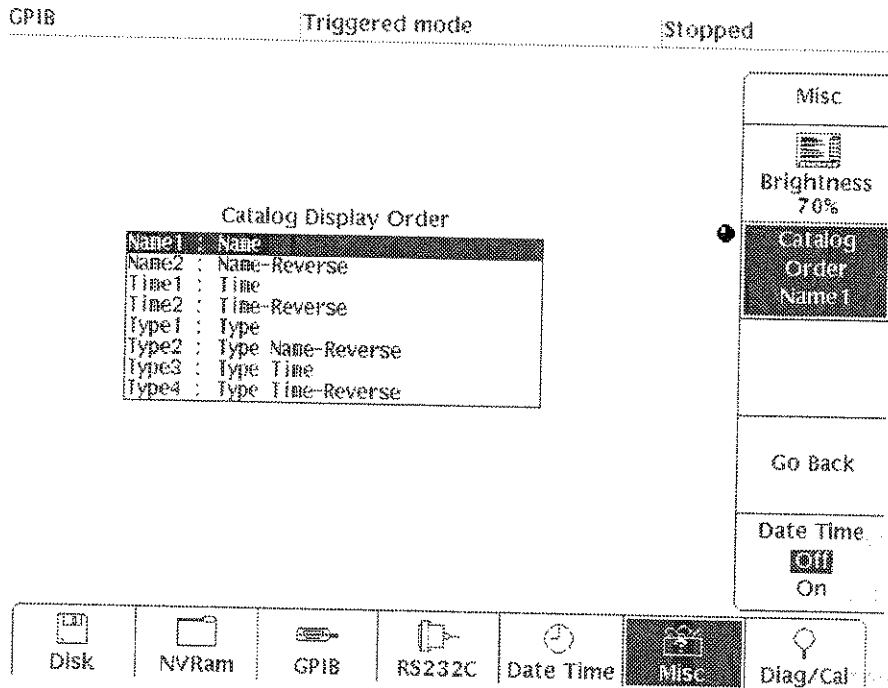 GPIB Triggered mode Stopped
Misc
Brightness
70%
Catalog
Order
Name1
Catalog Display Order
Name1 : Name
Name2 : Name-Reverse
Time1 : Time
Time2 : Time-Reverse
Type1 : Type
Type2 : Type Name-Reverse
Type3 : Type Time
Type4 : Type Time-Reverse
Go Back
Date Time
Off
On
Disk NVRam GPIB RS232C Date Time Misc Diag/Cal